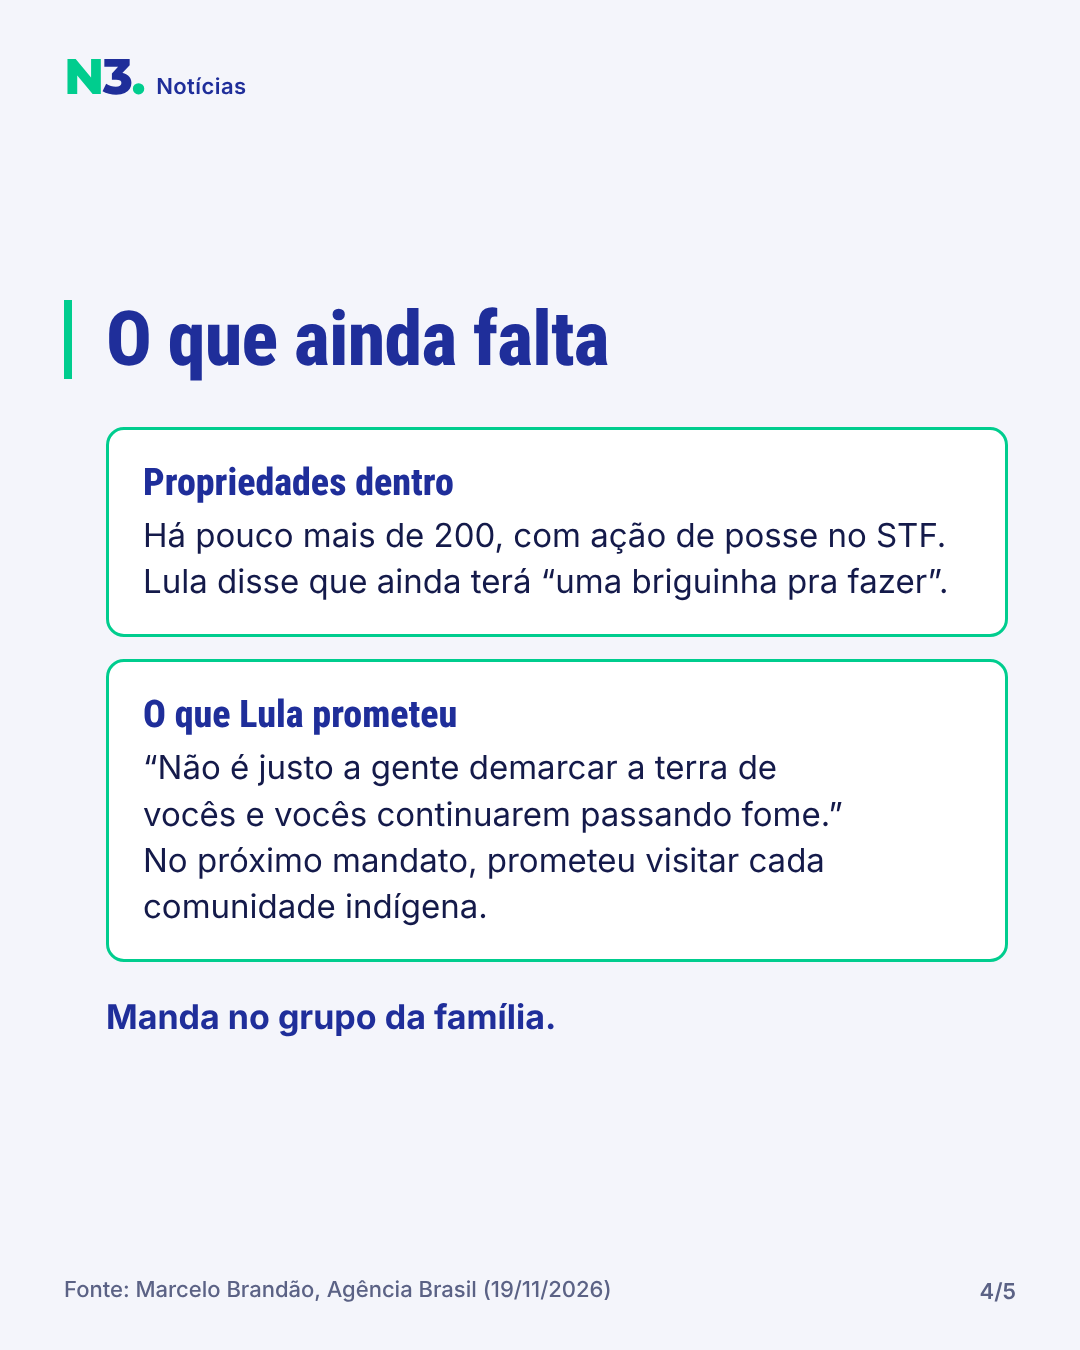 N3. Notícias
O que ainda falta
Propriedades dentro
Há pouco mais de 200, com ação de posse no STF.
Lula disse que ainda terá “uma briguinha pra fazer”.
O que Lula prometeu
“Não é justo a gente demarcar a terra de
vocês e vocês continuarem passando fome.”
No próximo mandato, prometeu visitar cada
comunidade indígena.
Manda no grupo da família.
Fonte: Marcelo Brandão, Agência Brasil (19/11/2026)
4/5